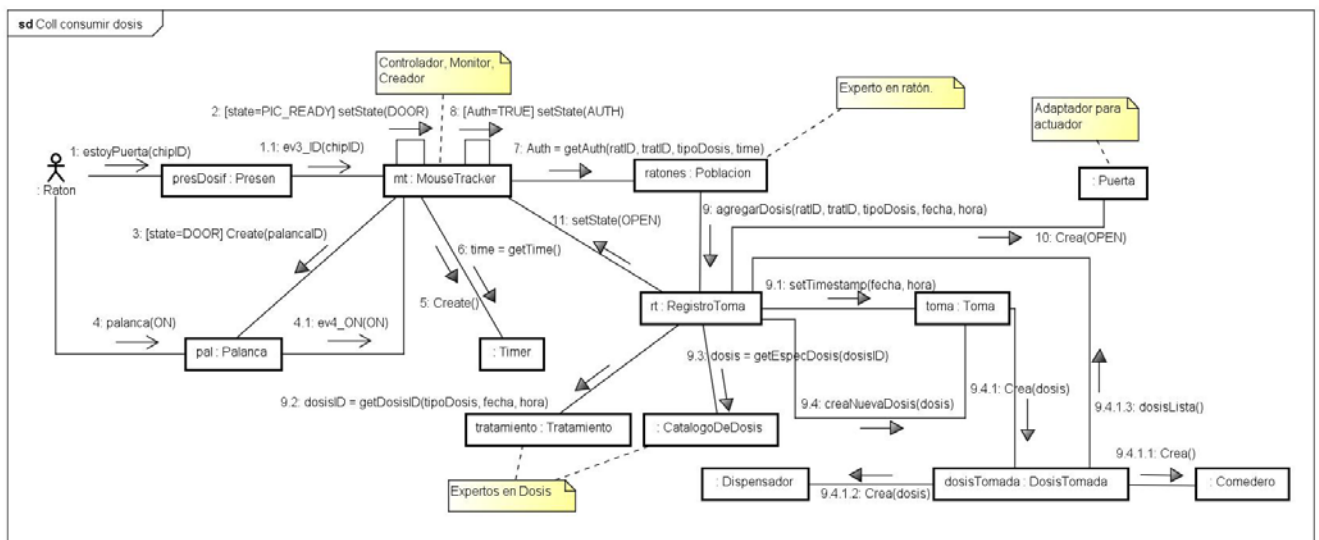 sd Coll consumir dosis
Controlador, Monitor,
Creador
Experto en ratón.
Adaptador para
actuador
2: [state=PIC_READY] setState(DOOR)
8: [Auth=TRUE] setState(AUTH)
1: estoyPuerta(chipID)
1.1: ev3_ID(chipID)
7: Auth = getAuth(ratID, tratID, tipoDosis, time)
: Raton
presDosif : Presen
mt : MouseTracker
ratones : Poblacion
: Puerta
3: [state=DOOR] Create(palancaID)
6: time = getTime()
11: setState(OPEN)
9: agregarDosis(ratID, tratID, tipoDosis, fecha, hora)
10: Crea(OPEN)
9.1: setTimestamp(fecha, hora)
5: Create()
rt : RegistroToma
toma : Toma
4: palanca(ON)
4.1: ev4_ON(ON)
pal : Palanca
: Timer
9.3: dosis = getEspecDosis(dosisID)
9.2: dosisID = getDosisID(tipoDosis, fecha, hora)
9.4: creaNuevaDosis(dosis)
9.4.1: Crea(dosis)
9.4.1.3: dosisLista()
tratamiento : Tratamiento
: CatalogoDeDosis
9.4.1.1: Crea()
Expertos en Dosis
: Dispensador
9.4.1.2: Crea(dosis)
dosisTomada : DosisTomada
: Comedero